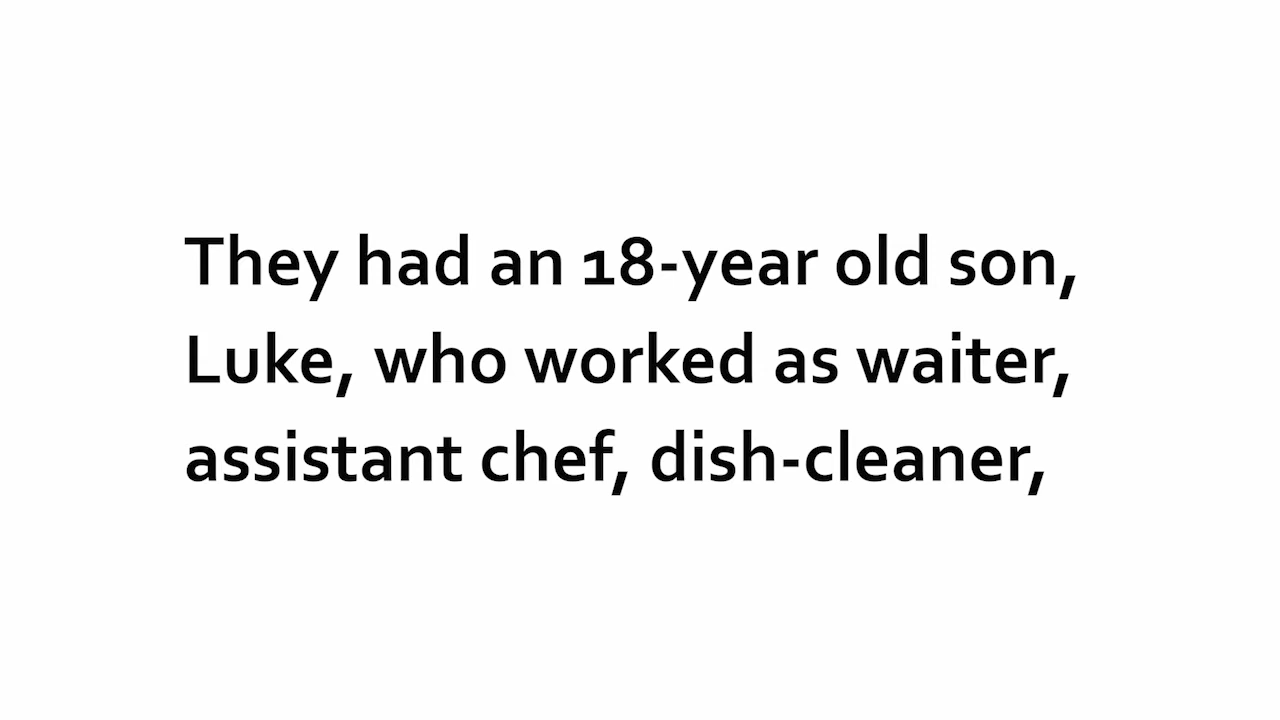 They had an 18-year old son,
Luke, who worked as waiter,
assistant chef, dish-cleaner,